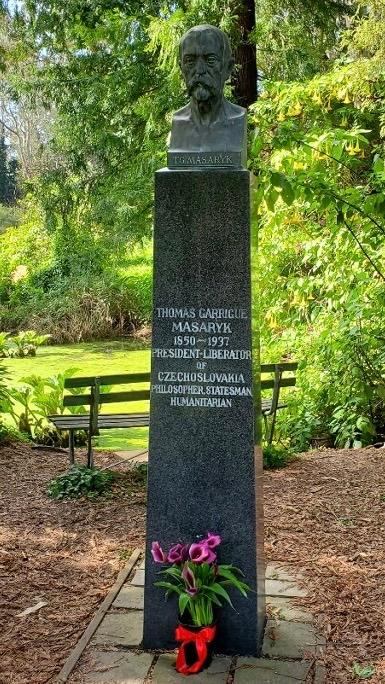 T.G.MASARYK
THOMAS GARRIGUE
MASARYK
1850~1937
PRESIDENT-LIBERATOR
OF
CZECHOSLOVAKIA
PHILOSOPHER, STATESMAN
HUMANITARIAN